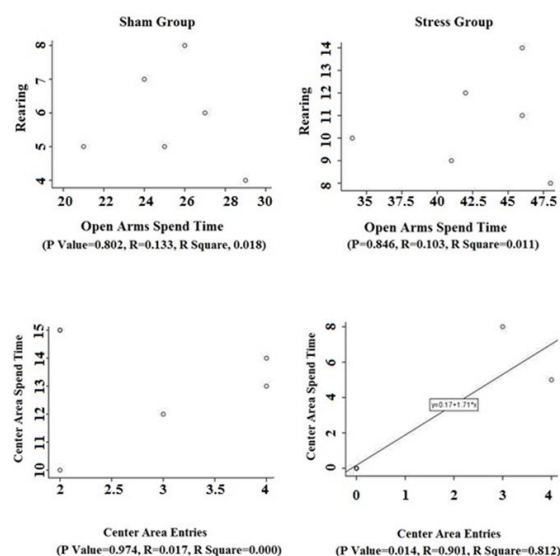 Sham Group
Rearing
8
7
6
5
4
20 22 24 26 28 30
Open Arms Spend Time
(P Value=0.802, R=0.133, R Square, 0.018)
Stress Group
Rearing
14
13
12
11
10
9
8
35 37.5 40 42.5 45 47.5
Open Arms Spend Time
(P=0.846, R=0.103, R Square=0.011)
Center Area Spend Time
15
14
13
12
11
10
2 2.5 3 3.5 4
Center Area Entries
(P Value=0.974, R=0.017, R Square=0.000)
Center Area Spend Time
8
6
4
2
0
y=0.17+1.71*x
0 1 2 3 4
Center Area Entries
(P Value=0.014, R=0.901, R Square=0.812)